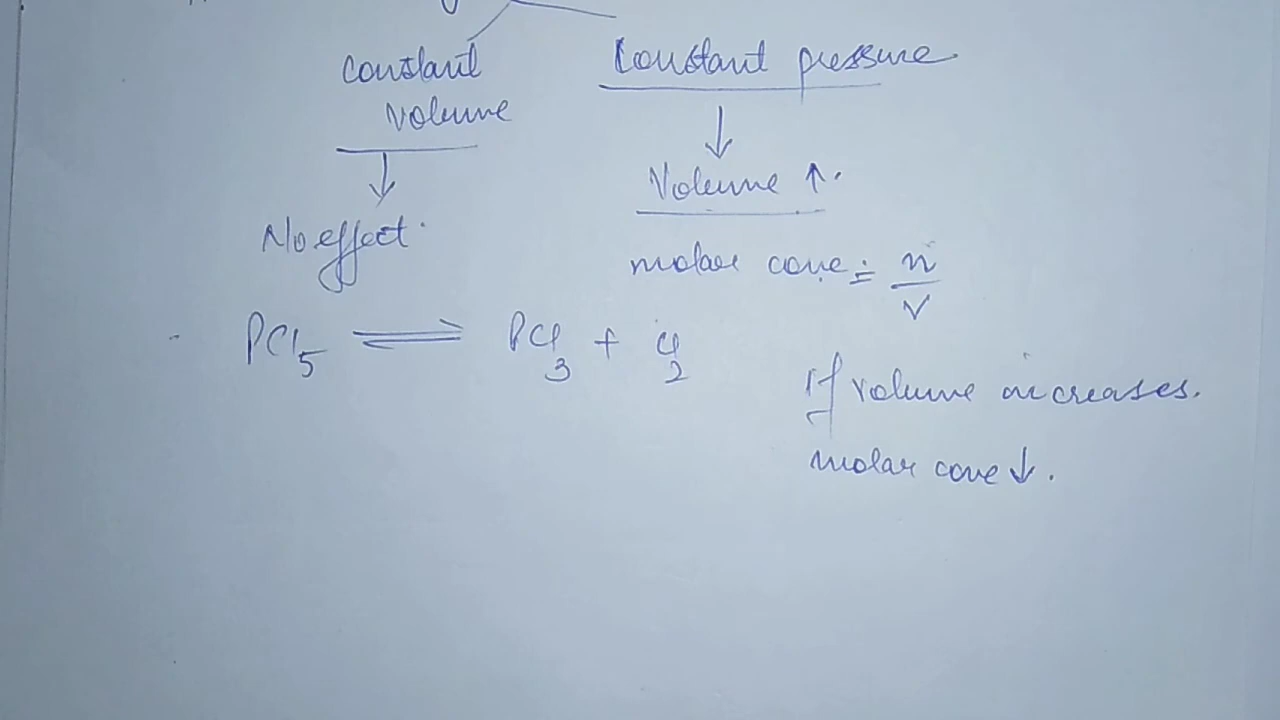 Constant
Volume
No effect.
Constant pressure
Volume ↑.
molar conc = n/V
PCl5 ⇌ PCl3 + Cl2
If volume increases.
molar conc ↓.